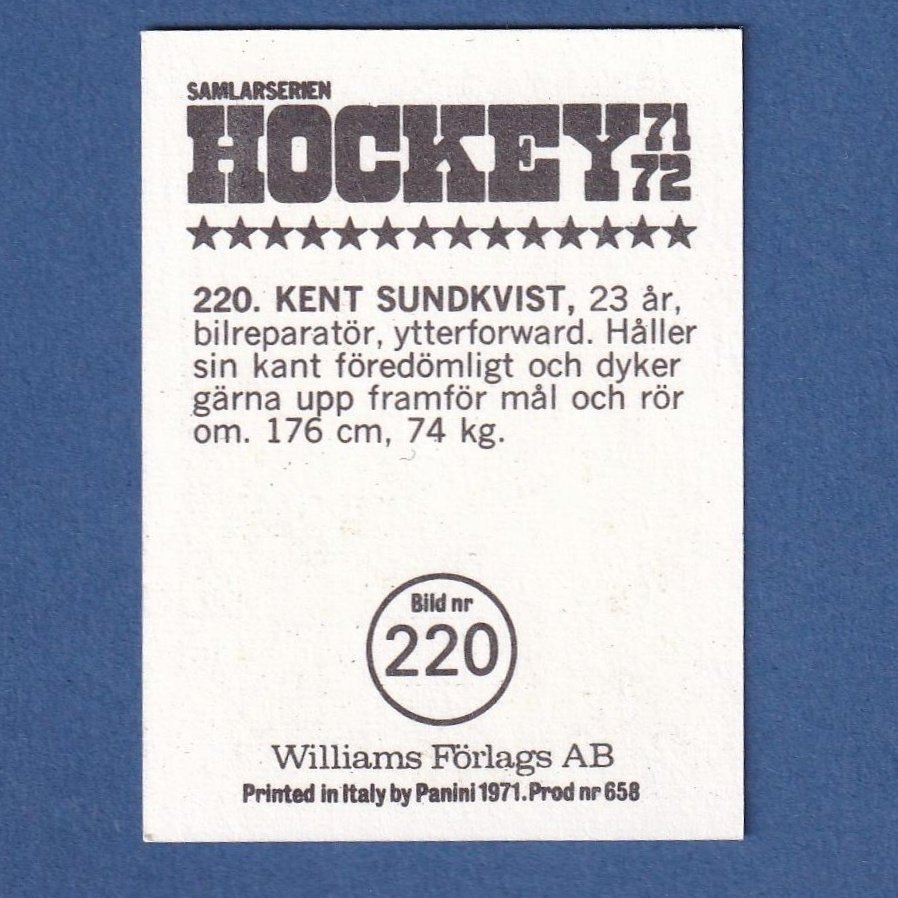 SAMLARSERIEN
HOCKEY 71 72
220. KENT SUNDKVIST, 23 år,
bilreparatör, ytterforward. Håller
sin kant föredömligt och dyker
gärna upp framför mål och rör
om. 176 cm, 74 kg.
Bild nr
220
Williams Förlags AB
Printed in Italy by Panini 1971. Prod nr 658